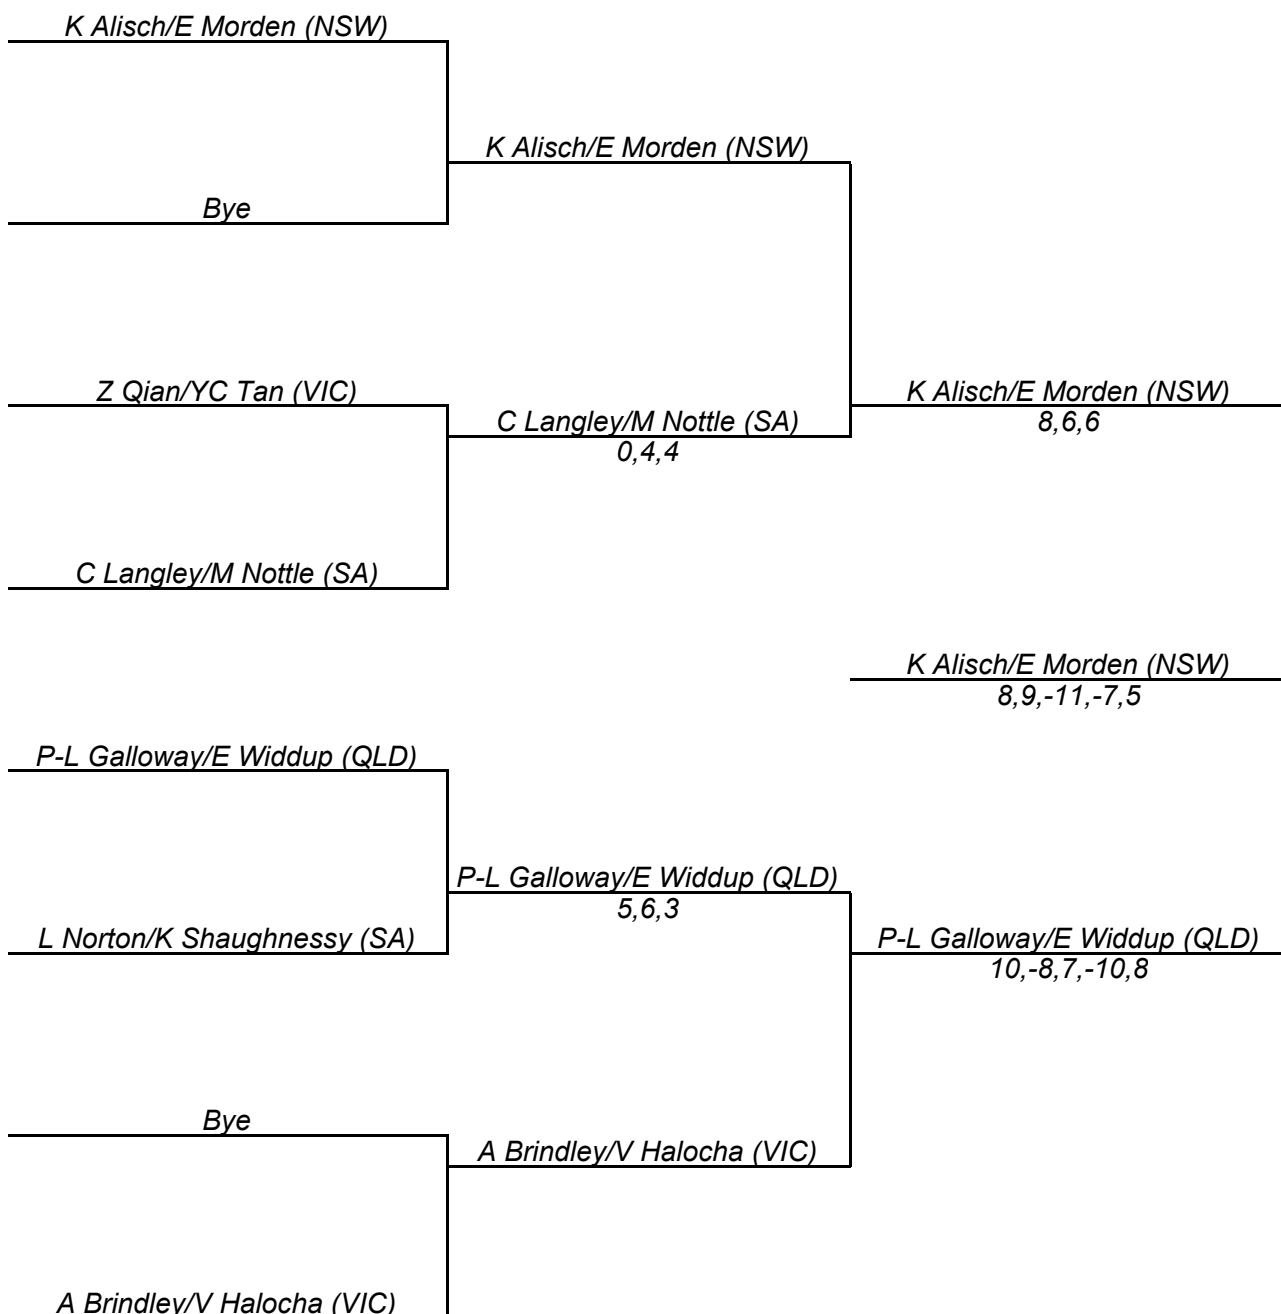 K Alisch/E Morden (NSW)
K Alisch/E Morden (NSW)
Bye
Z Qian/YC Tan (VIC)
K Alisch/E Morden (NSW)
8,6,6
C Langley/M Nottle (SA)
0,4,4
C Langley/M Nottle (SA)
K Alisch/E Morden (NSW)
8,9,-11,-7,5
P-L Galloway/E Widdup (QLD)
P-L Galloway/E Widdup (QLD)
5,6,3
L Norton/K Shaughnessy (SA)
P-L Galloway/E Widdup (QLD)
10,-8,7,-10,8
Bye
A Brindley/V Halocha (VIC)
A Brindley/V Halocha (VIC)